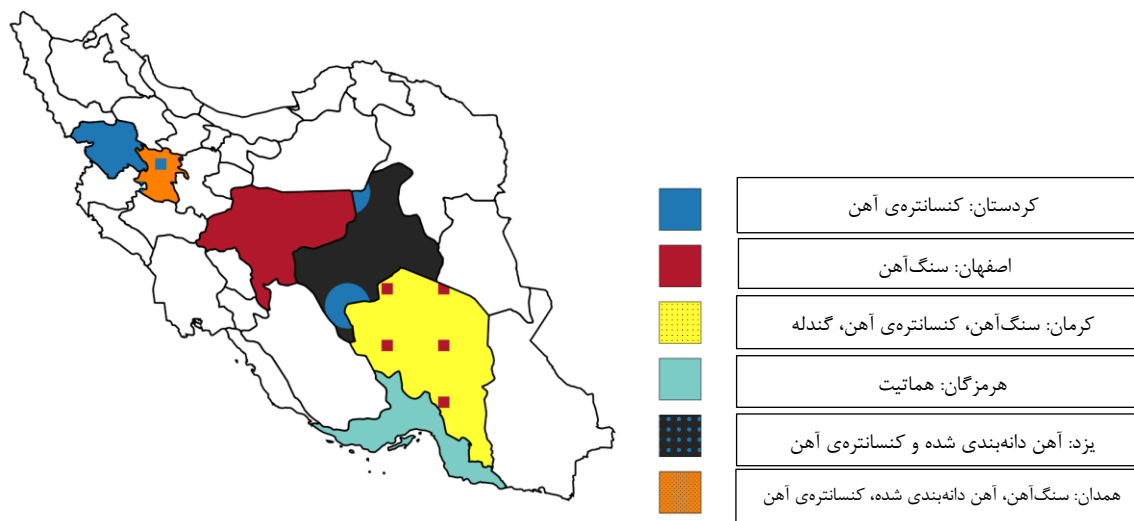 کردستان: کنسانتره‌ی آهن
اصفهان: سنگ‌آهن
کرمان: سنگ‌آهن، کنسانتره‌ی آهن، گندله
هرمزگان: هماتیت
یزد: آهن دانه‌بندی شده و کنسانتره‌ی آهن
همدان: سنگ‌آهن، آهن دانه‌بندی شده، کنسانتره‌ی آهن